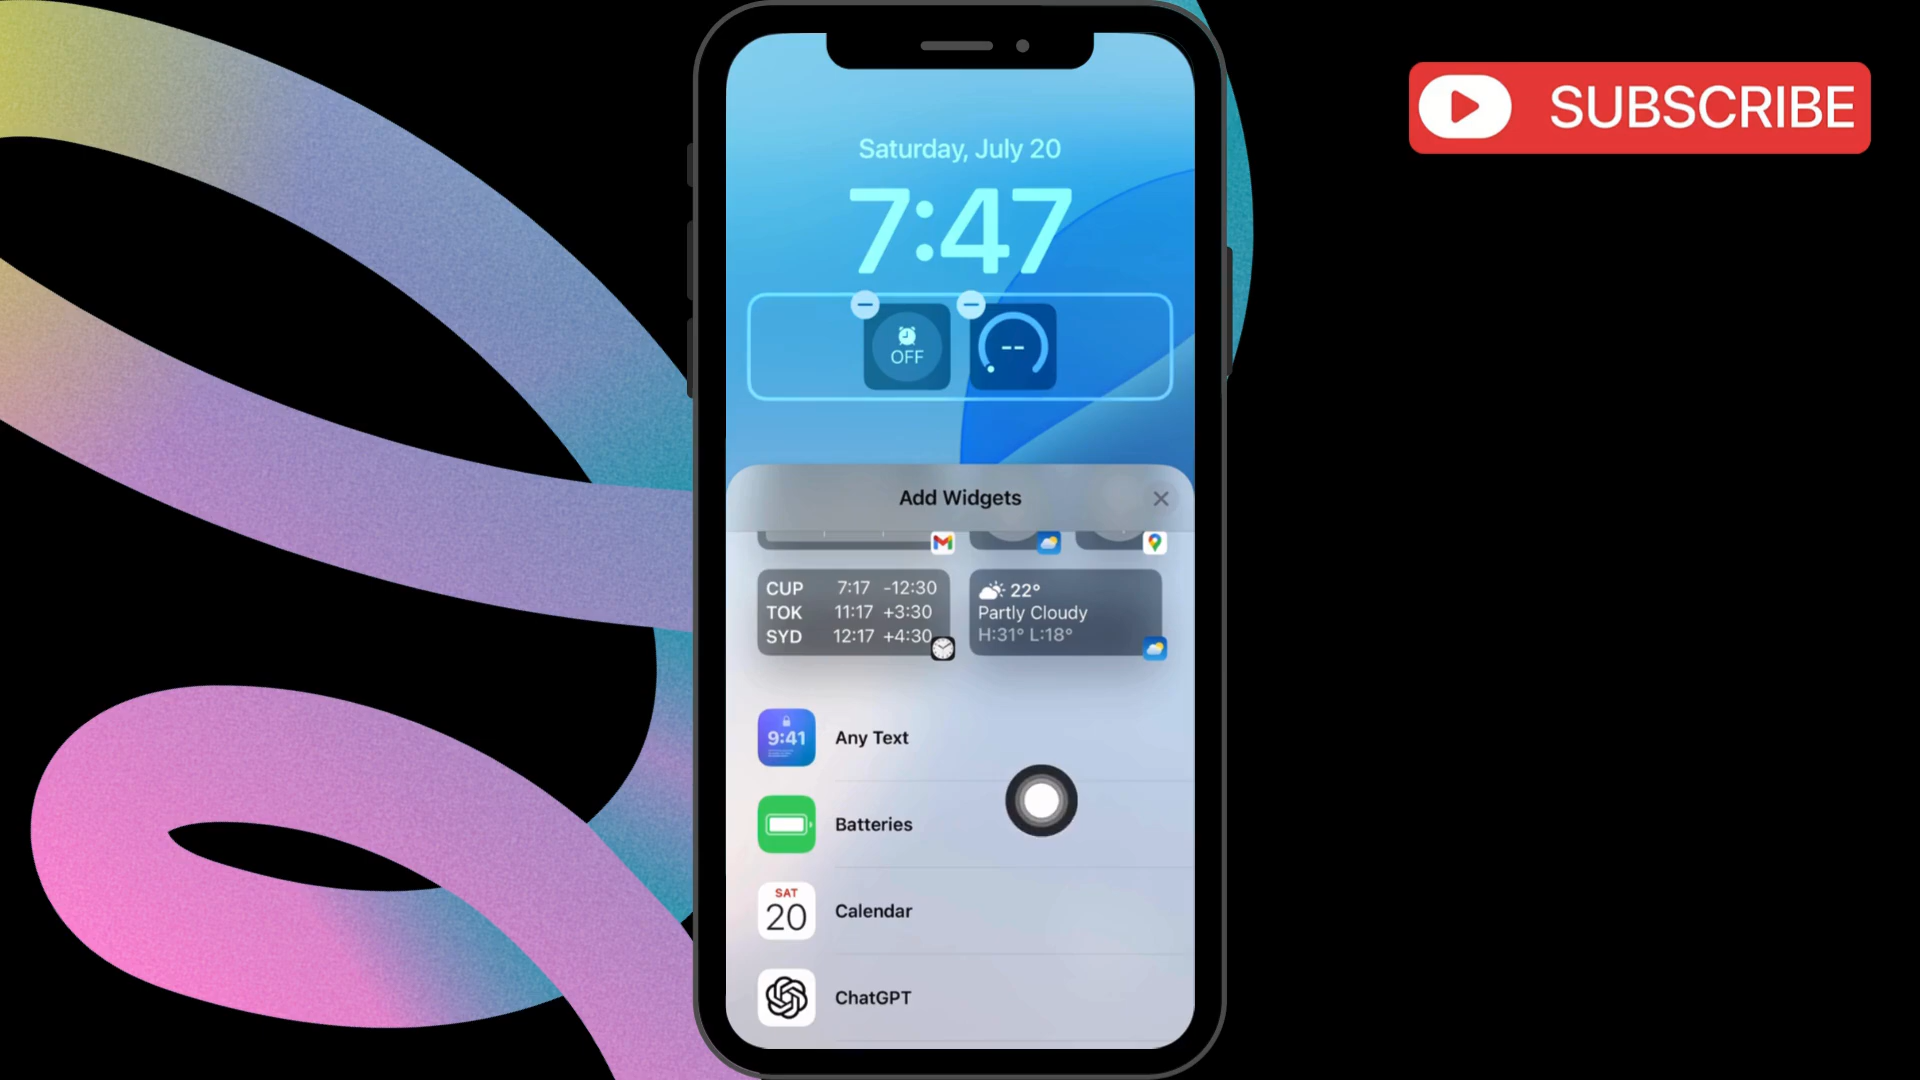 SUBSCRIBE
Saturday, July 20
7:47
OFF
--
Add Widgets
CUP 7:17 -12:30
TOK 11:17 +3:30
SYD 12:17 +4:30
22°
Partly Cloudy
H:31° L:18°
9:41
Any Text
Batteries
SAT
20
Calendar
ChatGPT